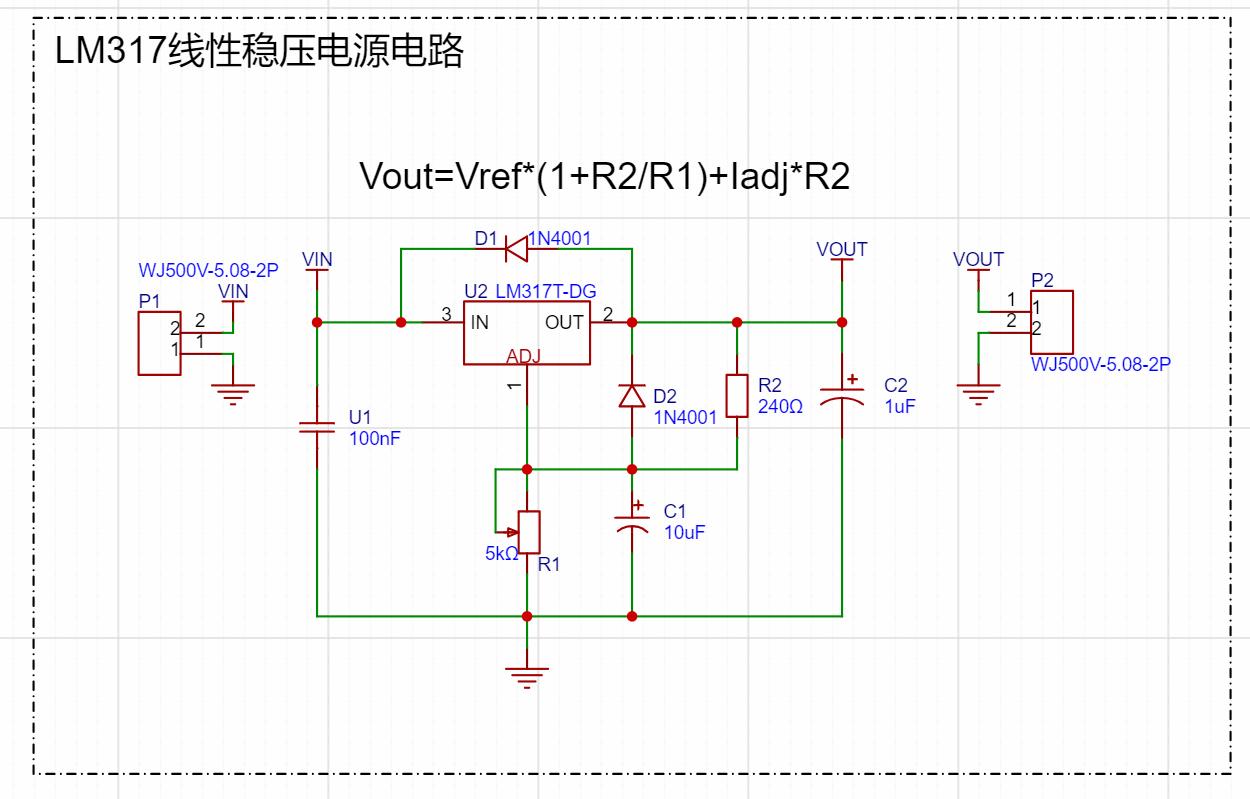 LM317线性稳压电源电路
Vout=Vref*(1+R2/R1)+Iadj*R2
D1 1N4001
VIN
VOUT
VOUT
WJ500V-5.08-2P
VIN
P1
2 2
1 1
U2 LM317T-DG
3 IN OUT 2
ADJ
1
P2
1 1
2 2
WJ500V-5.08-2P
D2
1N4001
R2
240Ω
+
C2
1uF
U1
100nF
+
C1
10uF
5kΩ
R1